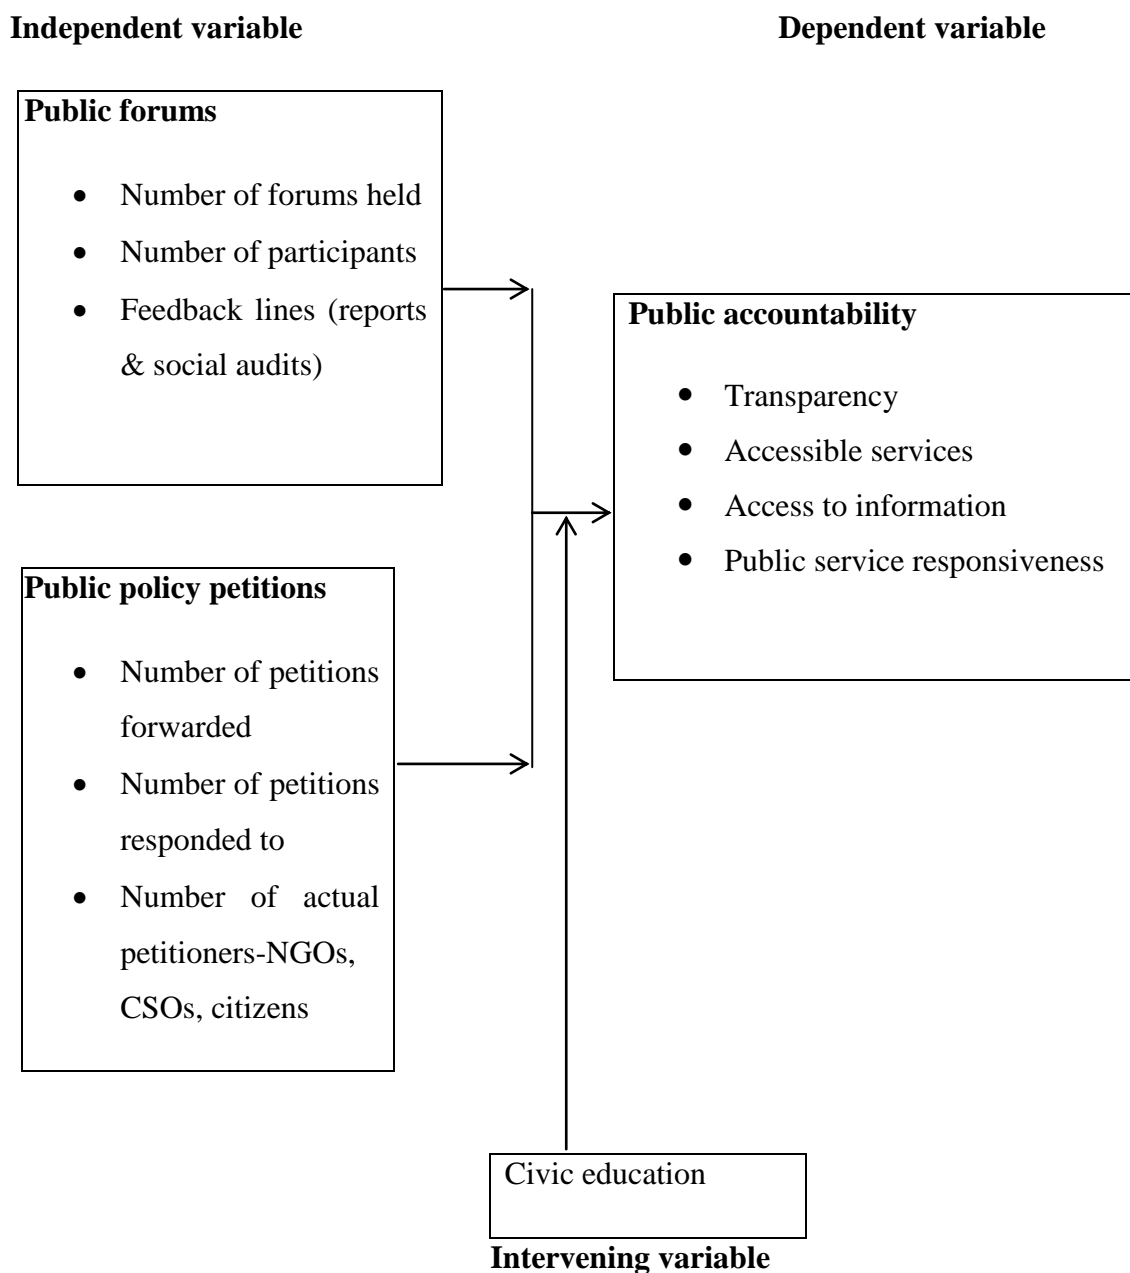 Independent variable
Dependent variable
Public forums
• Number of forums held
• Number of participants
• Feedback lines (reports
& social audits)
Public accountability
• Transparency
• Accessible services
• Access to information
• Public service responsiveness
Public policy petitions
• Number of petitions
forwarded
• Number of petitions
responded to
• Number of actual
petitioners-NGOs,
CSOs, citizens
Civic education
Intervening variable